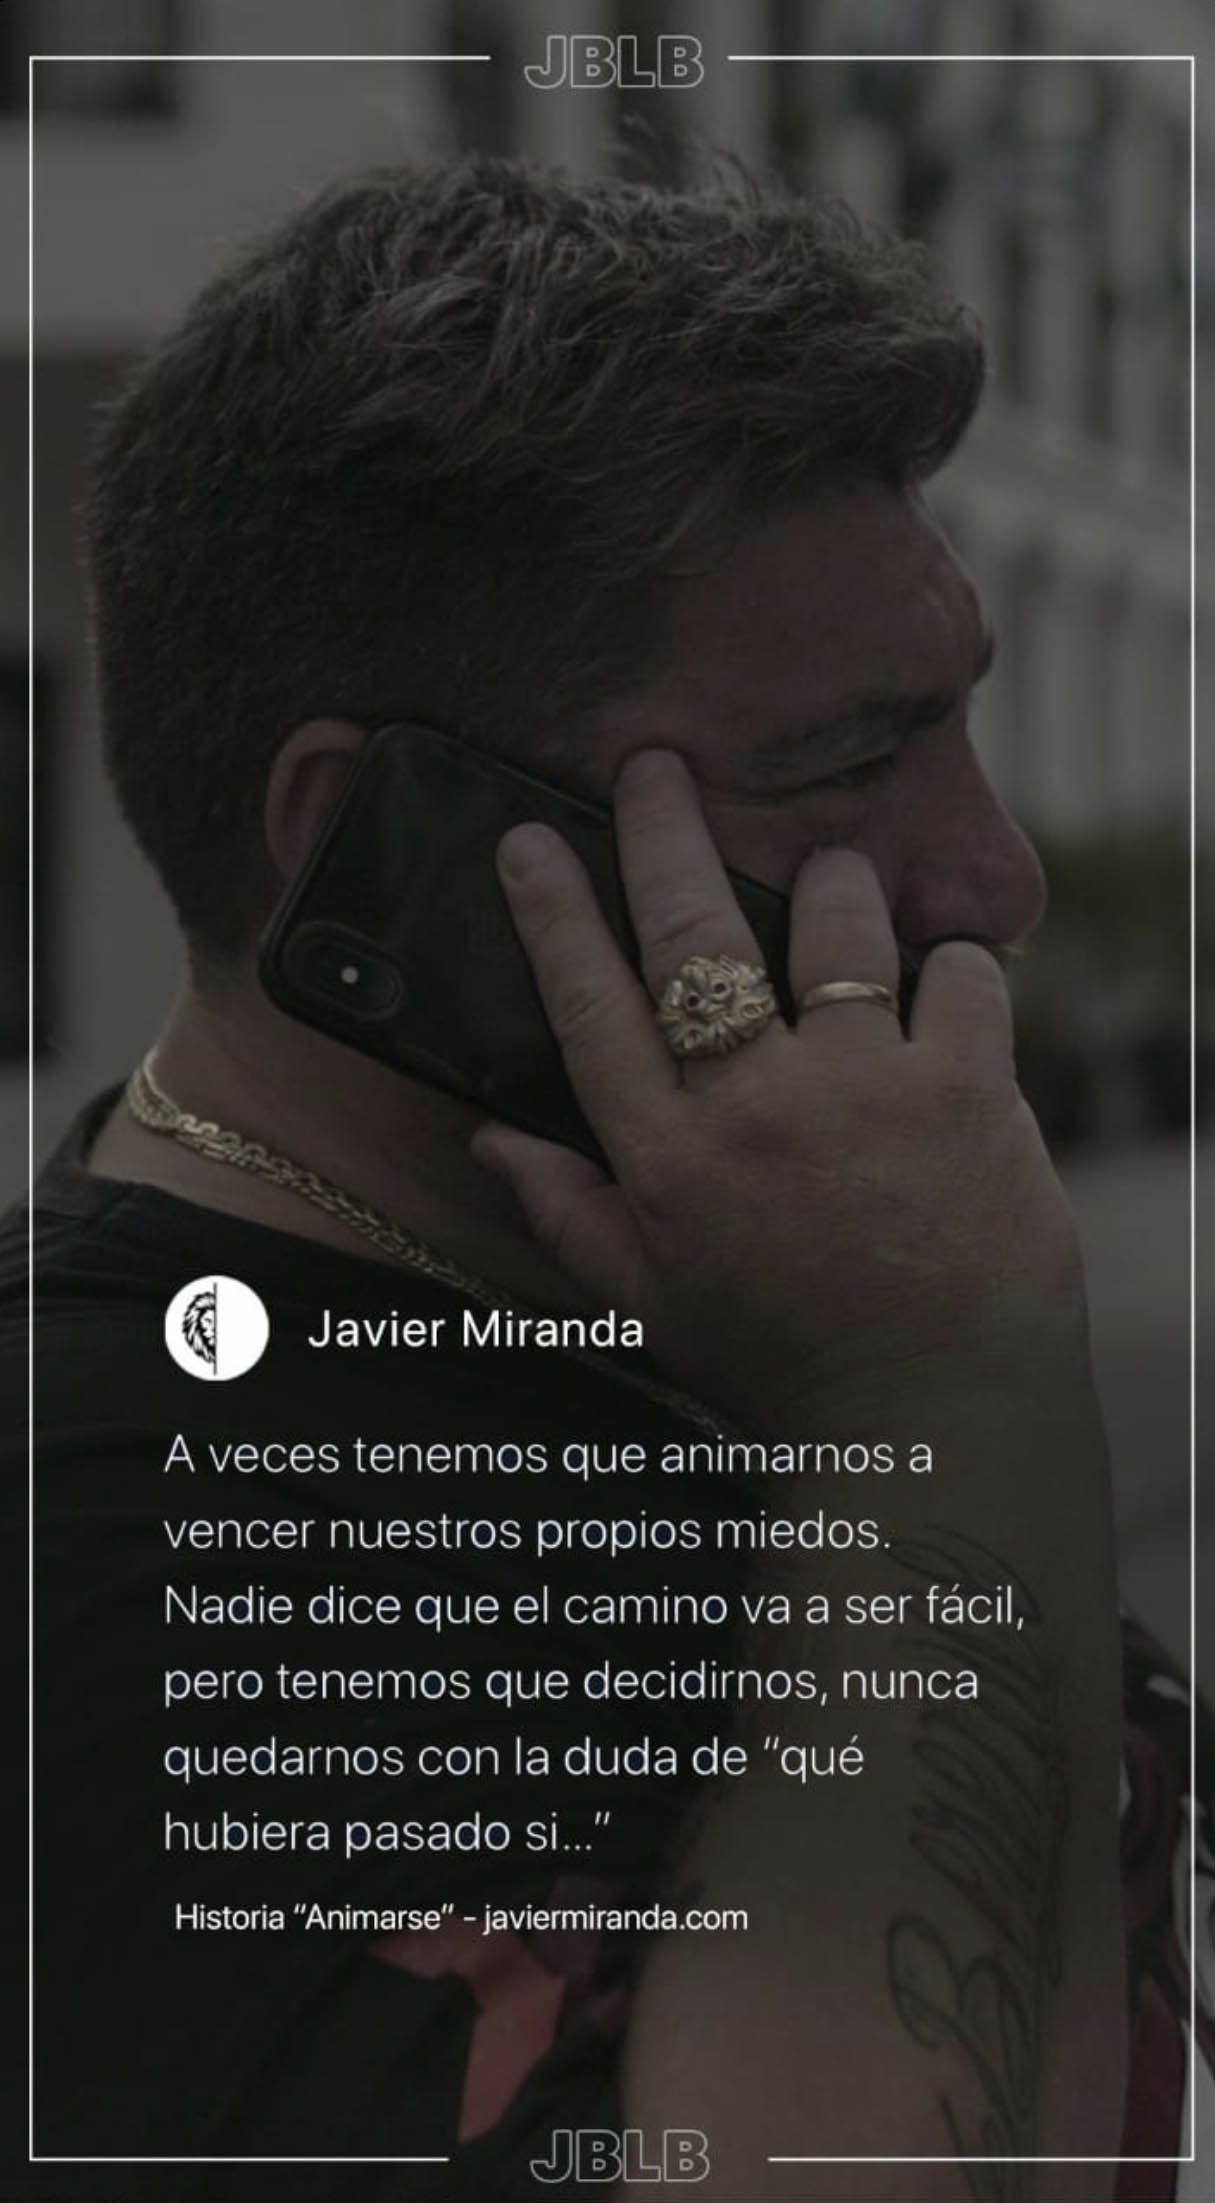 JBLB
Javier Miranda
A veces tenemos que animarnos a
vencer nuestros propios miedos.
Nadie dice que el camino va a ser fácil,
pero tenemos que decidirnos, nunca
quedarnos con la duda de “qué
hubiera pasado si...”
Historia “Animarse” - javiermiranda.com
JBLB